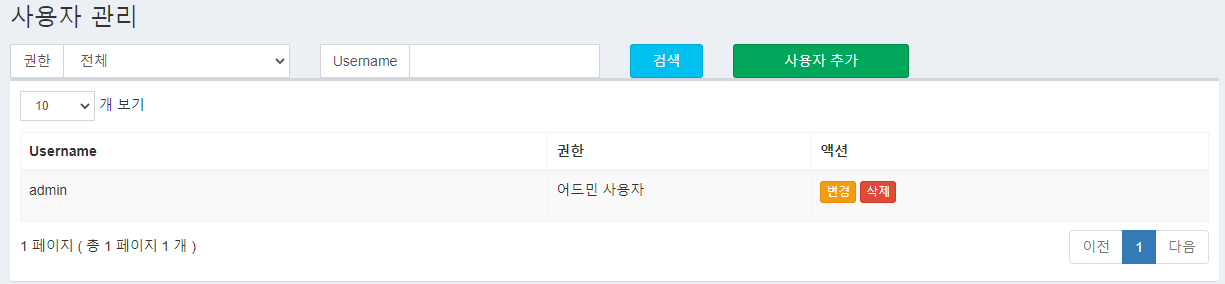 사용자 관리
권한 전체 Username 검색 사용자 추가
10 개 보기
Username 권한 액션
admin 어드민 사용자 변경 삭제
1 페이지 ( 총 1 페이지 1 개 ) 이전 1 다음